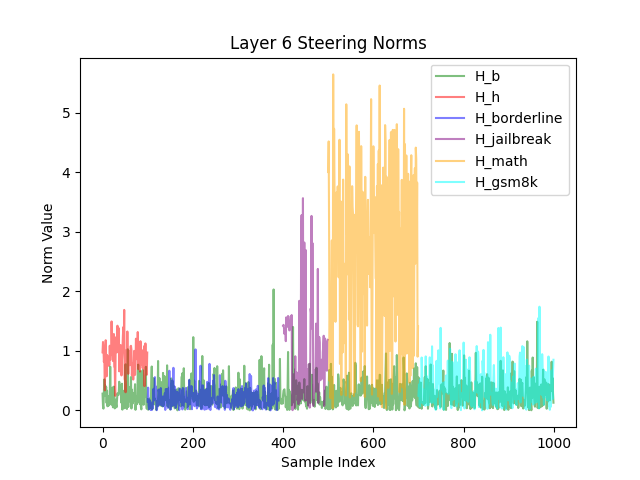 Layer 6 Steering Norms
H_b
H_h
H_borderline
H_jailbreak
H_math
H_gsm8k
Norm Value
5
4
3
2
1
0
0 200 400 600 800 1000
Sample Index